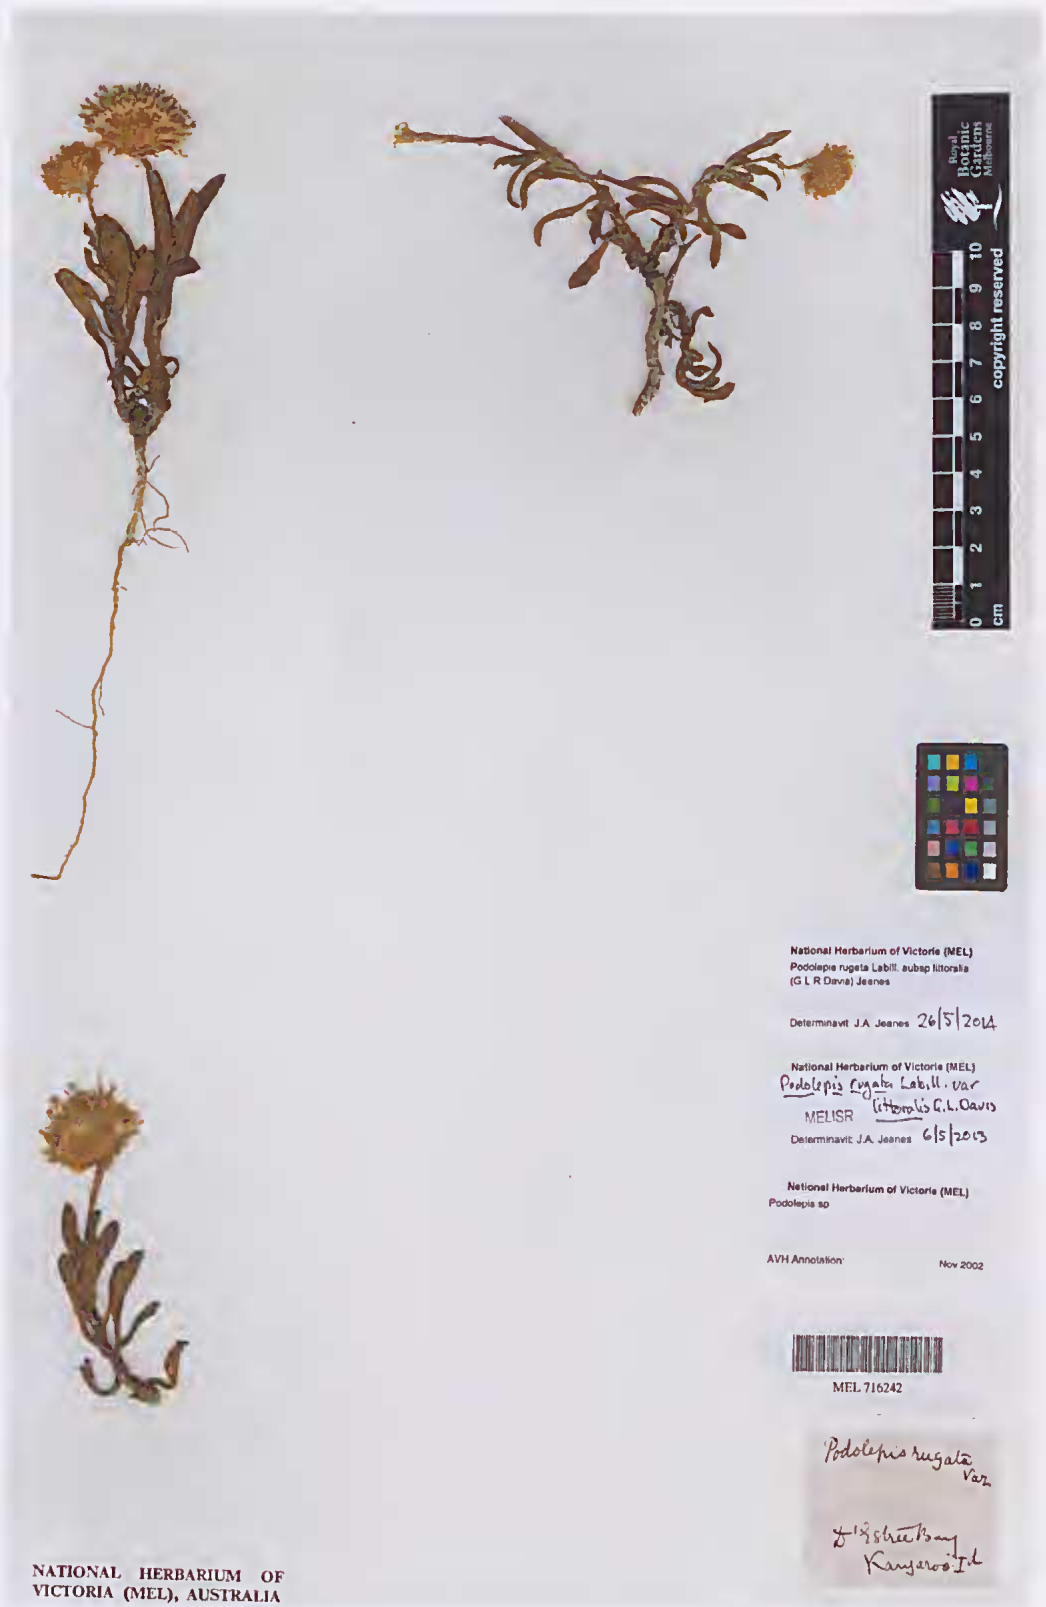 Royal
Botanic
Gardens
Melbourne
copyright reserved
0 1 2 3 4 5 6 7 8 9 10
cm
National Herbarium of Victoria (MEL)
Podolepis rugata Labill. subsp littoralis
(G L R Davis) Jeanes
Determinavit J.A. Jeanes 26/5/2014
National Herbarium of Victoria (MEL)
Podolepis rugata Labill. var
littoralis G.L. Davis
MELISR
Determinavit: J.A. Jeanes 6/5/2013
National Herbarium of Victoria (MEL)
Podolepis sp
AVH Annotation: Nov 2002
MEL 716242
Podolepis rugata
Var
D'Estree Bay
Kangaroo Id
NATIONAL HERBARIUM OF
VICTORIA (MEL), AUSTRALIA